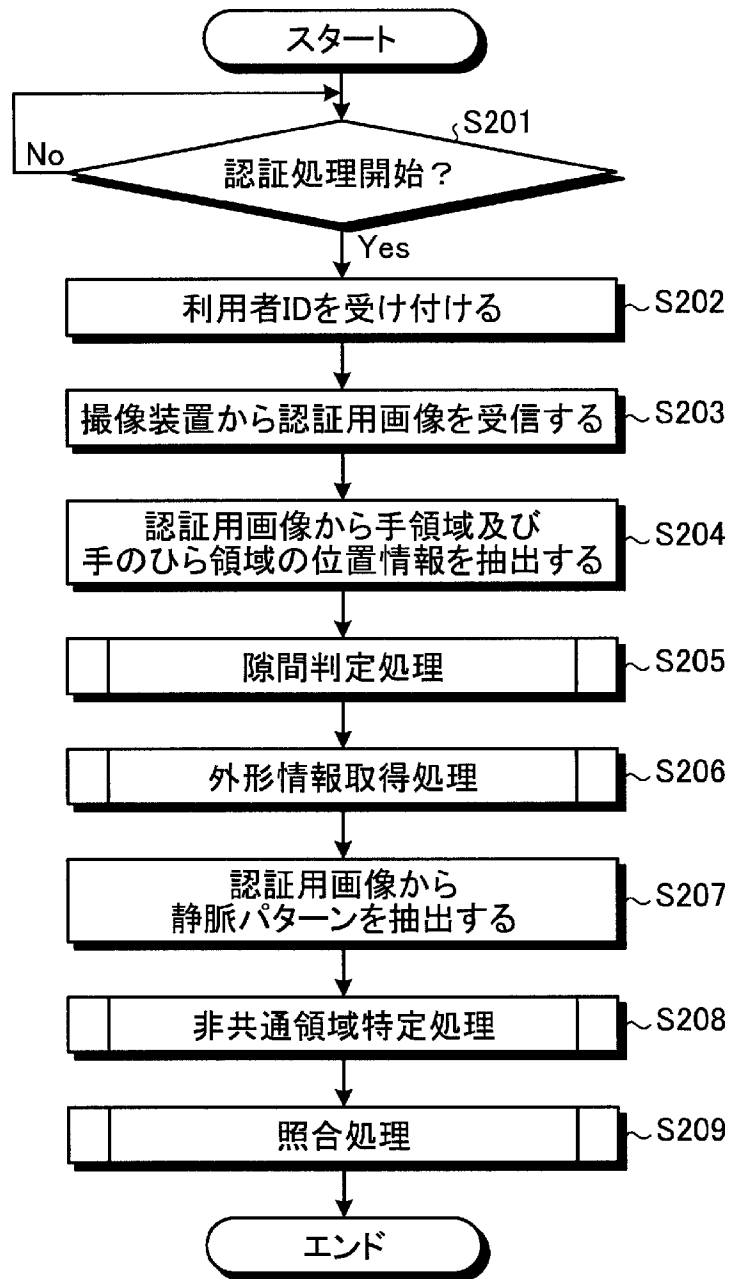 スタート
S201
No
認証処理開始？
Yes
利用者IDを受け付ける
S202
撮像装置から認証用画像を受信する
S203
認証用画像から手領域及び
手のひら領域の位置情報を抽出する
S204
隙間判定処理
S205
外形情報取得処理
S206
認証用画像から
静脈パターンを抽出する
S207
非共通領域特定処理
S208
照合処理
S209
エンド